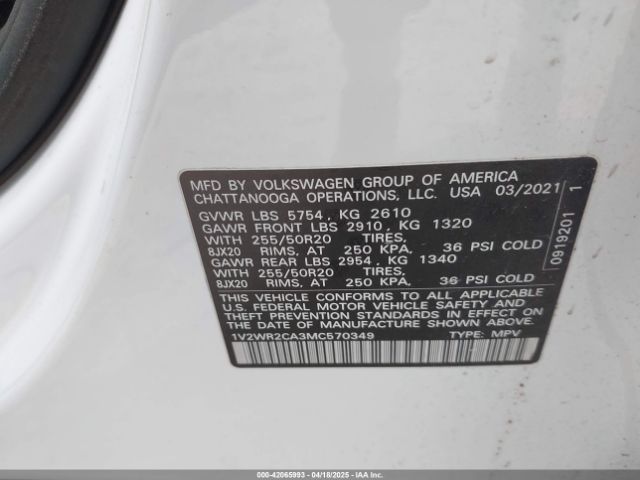 MFD BY VOLKSWAGEN GROUP OF AMERICA
CHATTANOOGA OPERATIONS, LLC. USA 03/2021
GVWR LBS 5754 , KG 2610
GAWR FRONT LBS 2910 , KG 1320
WITH 255/50R20 TIRES,
8JX20 RIMS, AT 250 KPA, 36 PSI COLD
GAWR REAR LBS 2954 , KG 1340
WITH 255/50R20 TIRES,
8JX20 RIMS, AT 250 KPA, 36 PSI COLD
THIS VEHICLE CONFORMS TO ALL APPLICABLE
U.S. FEDERAL MOTOR VEHICLE SAFETY AND
THEFT PREVENTION STANDARDS IN EFFECT ON
THE DATE OF MANUFACTURE SHOWN ABOVE.
1V2WR2CA3MC570349 TYPE: MPV
0919201 1
000-42065993 - 04/18/2025 - IAAI.COM